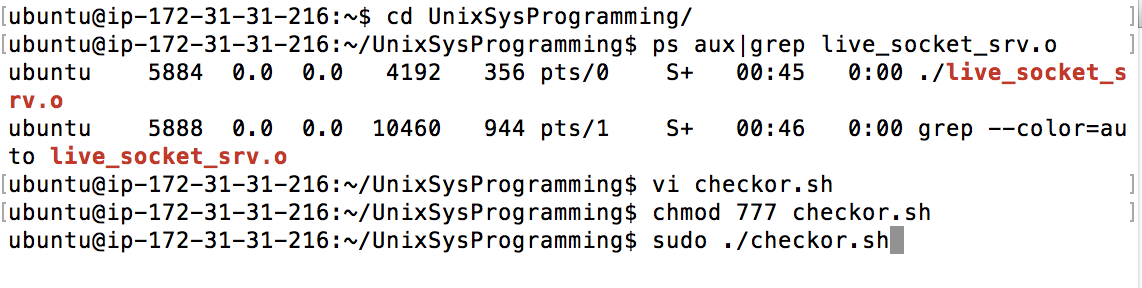 [ubuntu@ip-172-31-31-216:~$ cd UnixSysProgramming/ ]
[ubuntu@ip-172-31-31-216:~/UnixSysProgramming$ ps aux|grep live_socket_srv.o ]
ubuntu 5884 0.0 0.0 4192 356 pts/0 S+ 00:45 0:00 ./live_socket_s
rv.o
ubuntu 5888 0.0 0.0 10460 944 pts/1 S+ 00:46 0:00 grep --color=au
to live_socket_srv.o
[ubuntu@ip-172-31-31-216:~/UnixSysProgramming$ vi checkor.sh ]
[ubuntu@ip-172-31-31-216:~/UnixSysProgramming$ chmod 777 checkor.sh ]
ubuntu@ip-172-31-31-216:~/UnixSysProgramming$ sudo ./checkor.sh